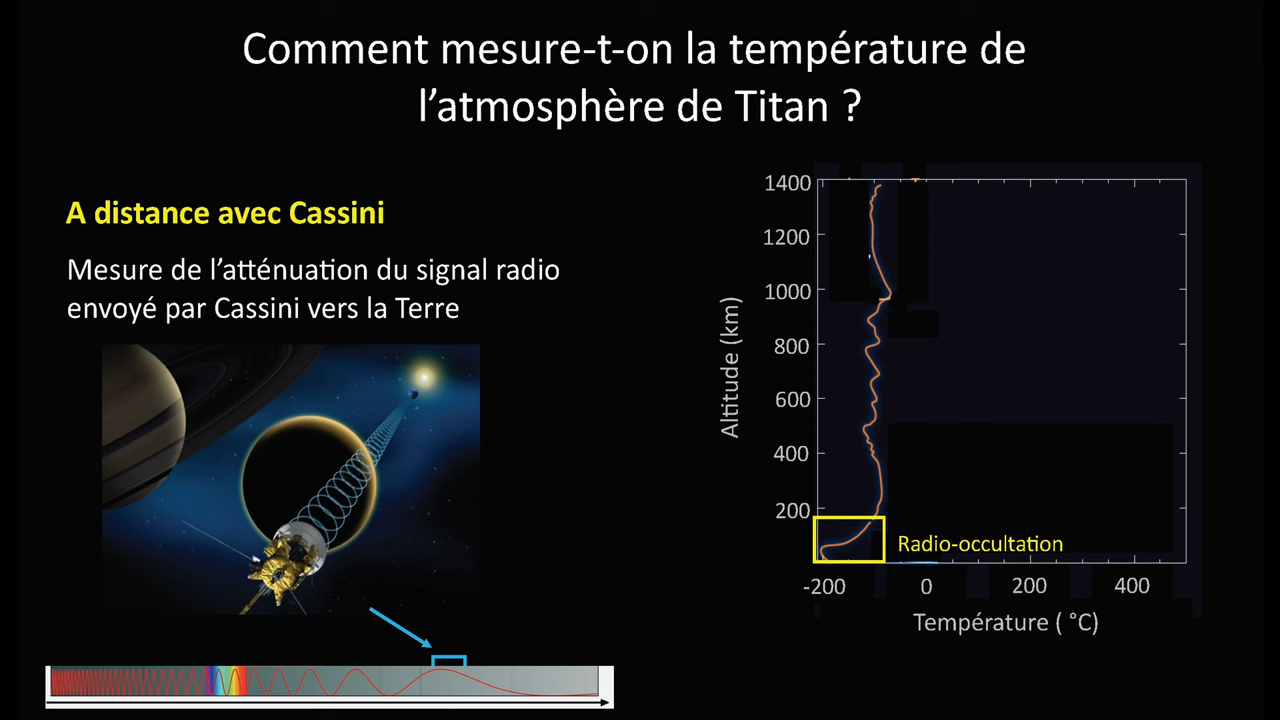 Comment mesure-t-on la température de
l’atmosphère de Titan ?
A distance avec Cassini
Mesure de l’atténuation du signal radio
envoyé par Cassini vers la Terre
1400
1200
1000
800
600
400
200
Altitude (km)
Radio-occultation
-200
0
200
400
Température ( °C)